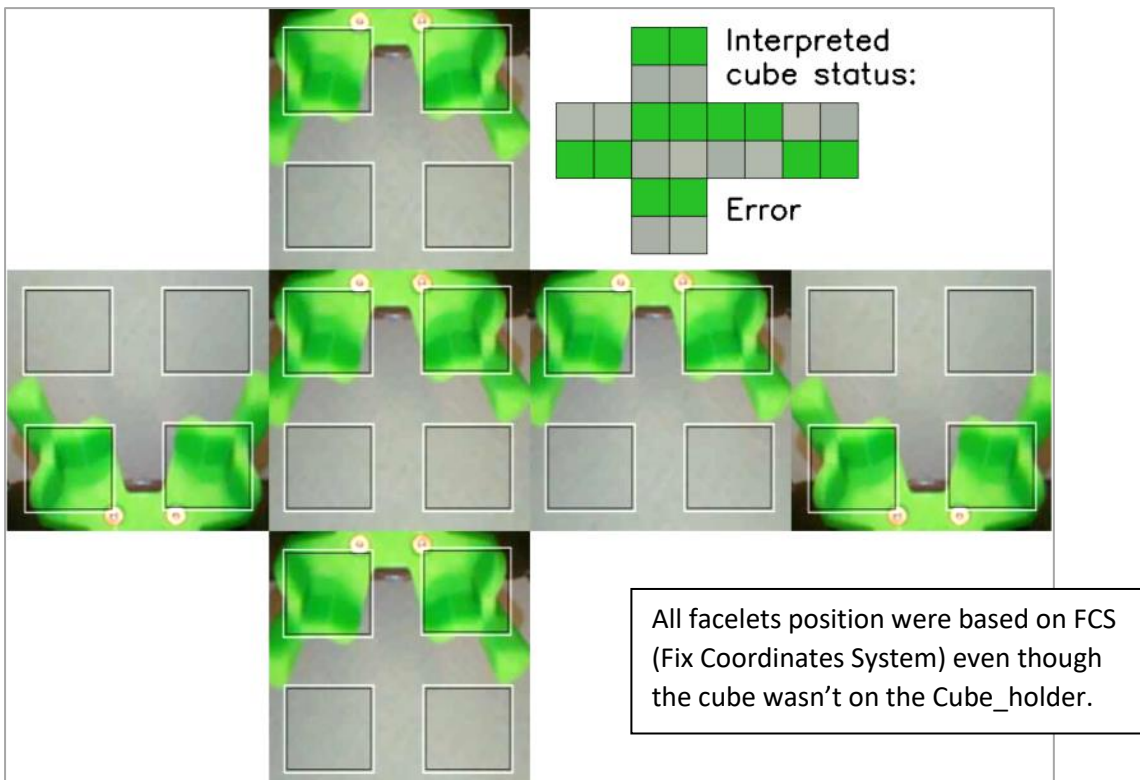 Interpreted
cube status:
Error
All facelets position were based on FCS
(Fix Coordinates System) even though
the cube wasn’t on the Cube_holder.